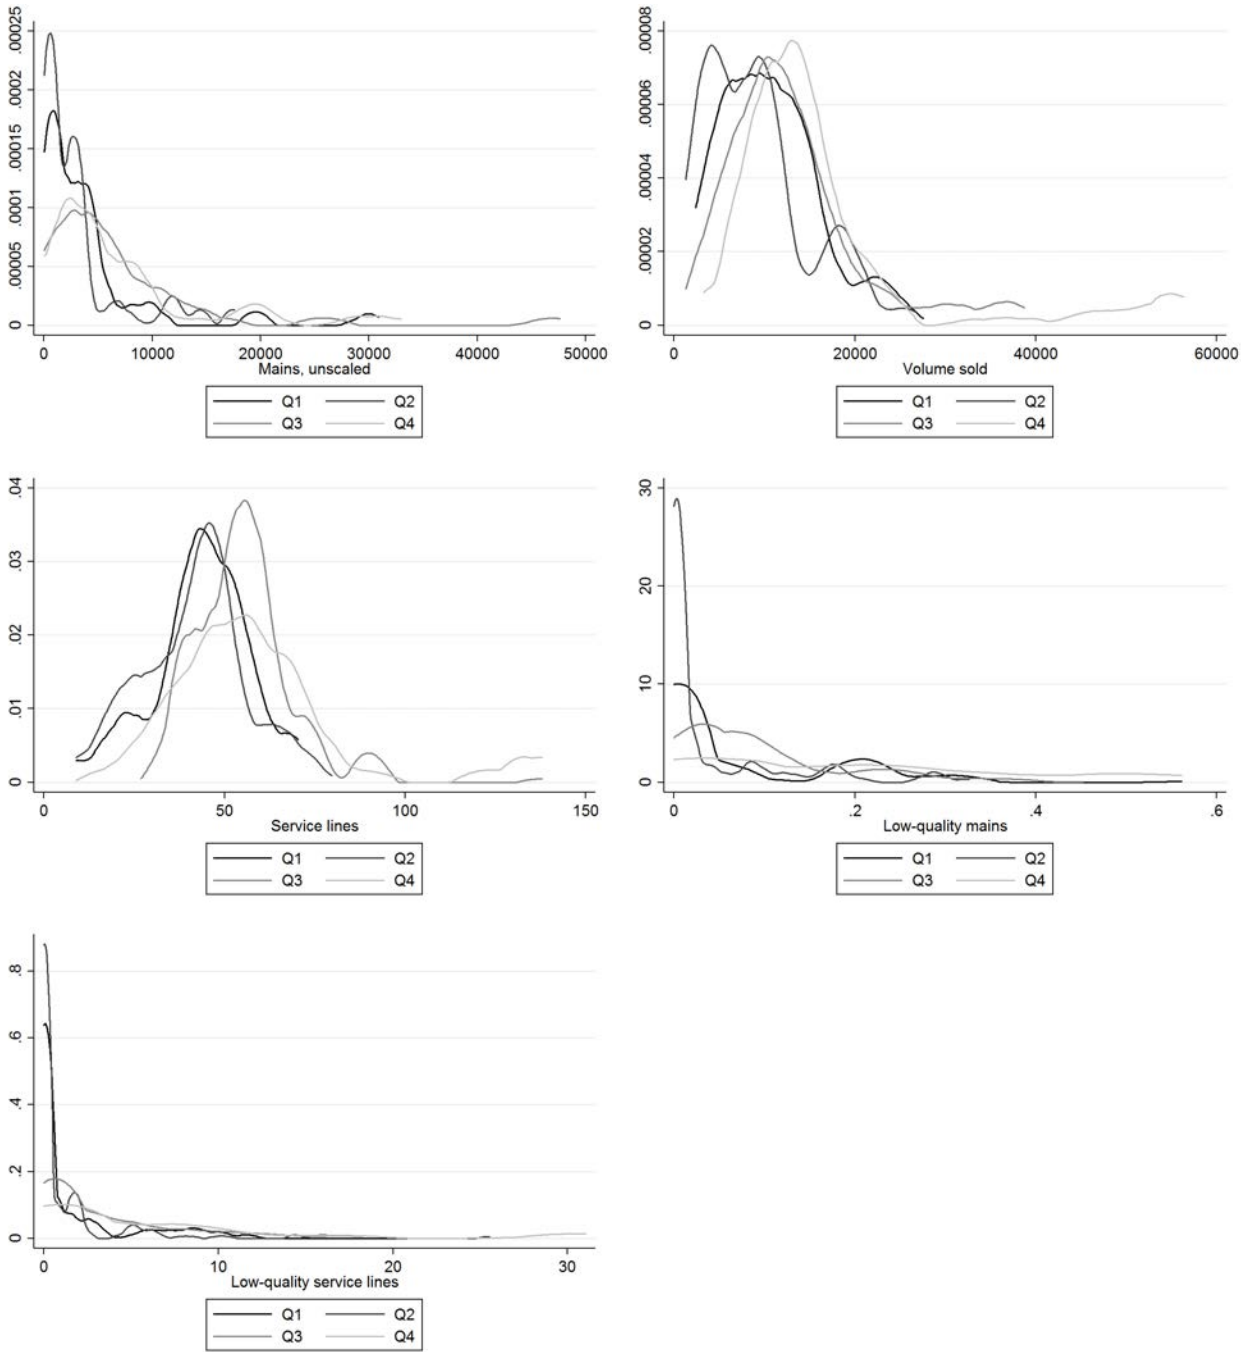 .00025
.0002
.00015
.0001
.00005
0
0 10000 20000 30000 40000 50000
Mains, unscaled
Q1 Q2
Q3 Q4
.00008
.00006
.00004
.00002
0
0 20000 40000 60000
Volume sold
Q1 Q2
Q3 Q4
.04
.03
.02
.01
0
0 50 100 150
Service lines
Q1 Q2
Q3 Q4
30
20
10
0
0 .2 .4 .6
Low-quality mains
Q1 Q2
Q3 Q4
.8
.6
.4
.2
0
0 10 20 30
Low-quality service lines
Q1 Q2
Q3 Q4